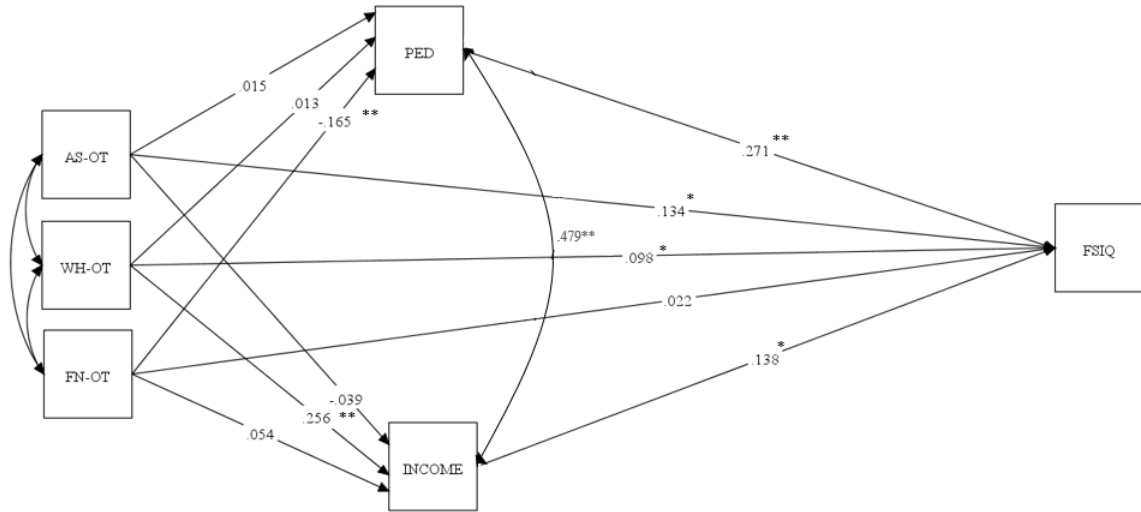 PED
.015
.013
-.165 **
AS-OT
.271**
.134*
WH-OT
.479**
.098*
FSIQ
.022
FN-OT
.138*
-.039
.256 **
.054
INCOME